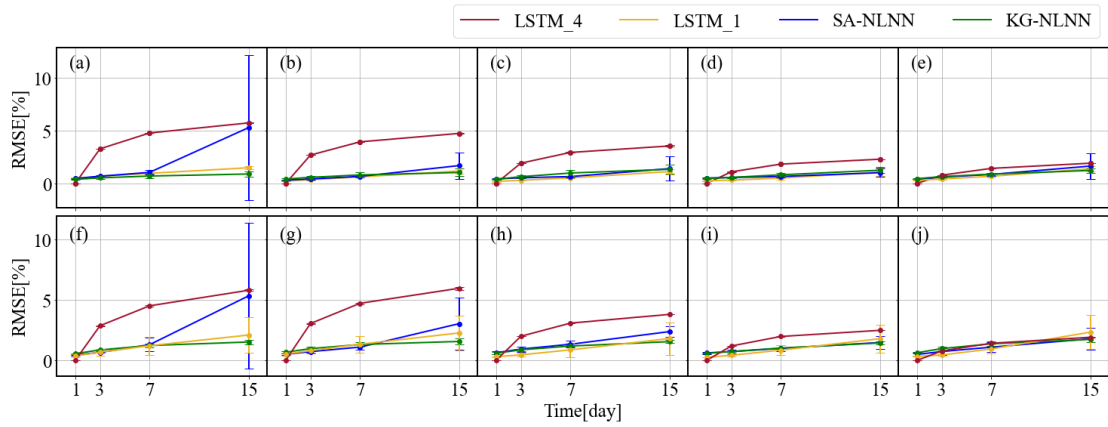 LSTM_4 LSTM_1 SA-NLNN KG-NLNN
(a) (b) (c) (d) (e)
10
5
0
RMSE[%]
(f) (g) (h) (i) (j)
10
5
0
RMSE[%]
1 3 7 15 1 3 7 15 1 3 7 15 1 3 7 15 1 3 7 15
Time[day]